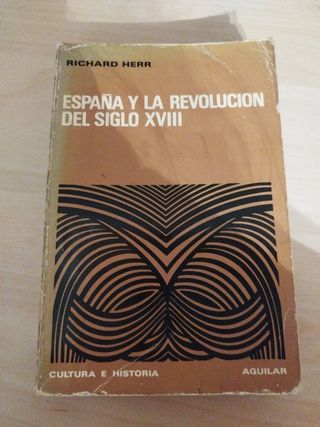 RICHARD HERR
ESPAÑA Y LA REVOLUCION
DEL SIGLO XVIII
CULTURA E HISTORIA AGUILAR